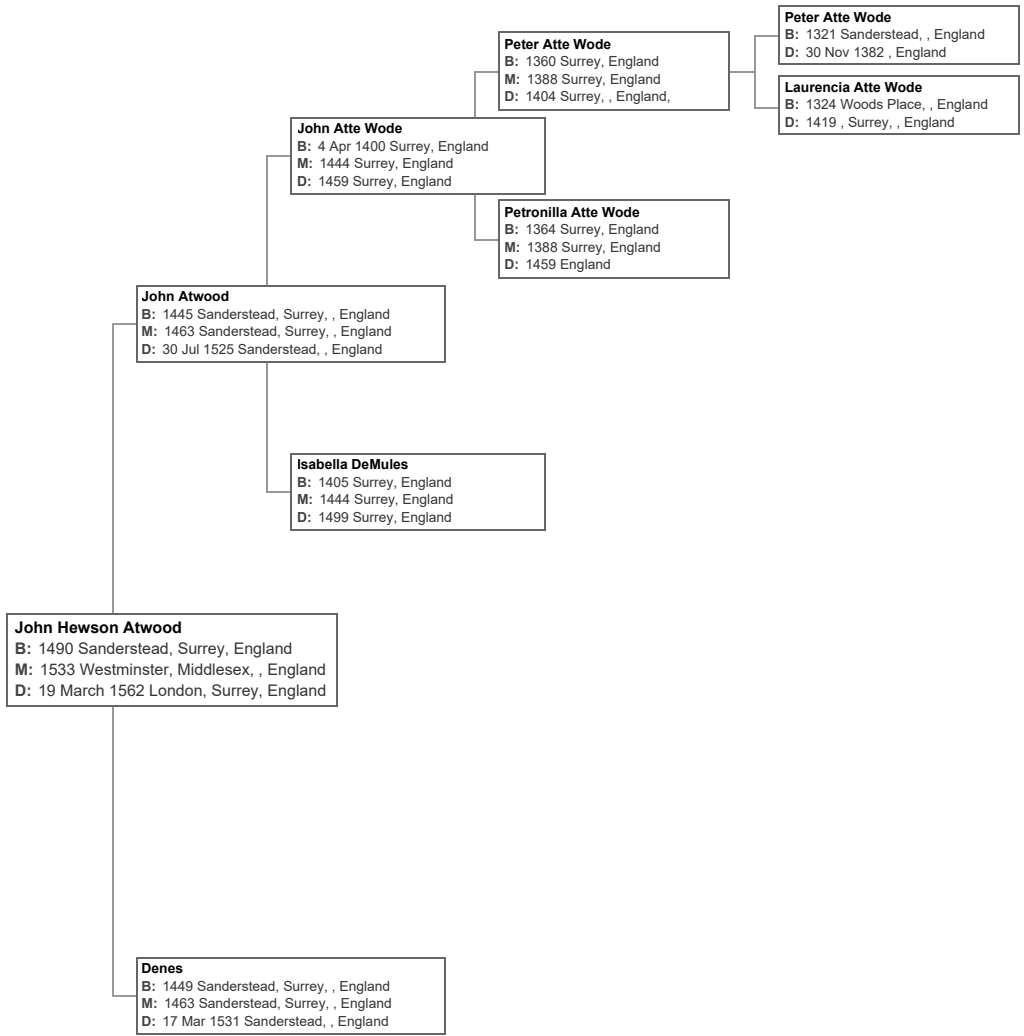 Peter Atte Wode
B: 1321 Sanderstead, , England
D: 30 Nov 1382 , England
Peter Atte Wode
B: 1360 Surrey, England
M: 1388 Surrey, England
D: 1404 Surrey, , England,
Laurencia Atte Wode
B: 1324 Woods Place, , England
D: 1419 , Surrey, , England
John Atte Wode
B: 4 Apr 1400 Surrey, England
M: 1444 Surrey, England
D: 1459 Surrey, England
Petronilla Atte Wode
B: 1364 Surrey, England
M: 1388 Surrey, England
D: 1459 England
John Atwood
B: 1445 Sanderstead, Surrey, , England
M: 1463 Sanderstead, Surrey, , England
D: 30 Jul 1525 Sanderstead, , England
Isabella DeMules
B: 1405 Surrey, England
M: 1444 Surrey, England
D: 1499 Surrey, England
John Hewson Atwood
B: 1490 Sanderstead, Surrey, England
M: 1533 Westminster, Middlesex, , England
D: 19 March 1562 London, Surrey, England
Denes
B: 1449 Sanderstead, Surrey, , England
M: 1463 Sanderstead, Surrey, , England
D: 17 Mar 1531 Sanderstead, , England